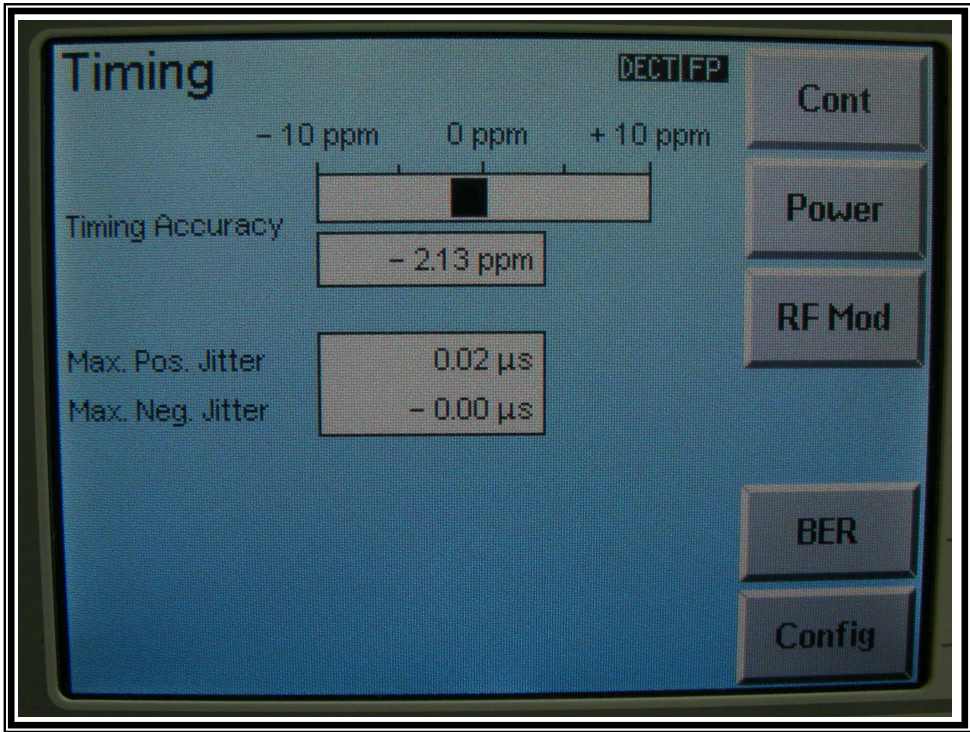 Timing
DECT FP
– 10 ppm 0 ppm + 10 ppm
Timing Accuracy
– 2.13 ppm
Max. Pos. Jitter 0.02 µs
Max. Neg. Jitter – 0.00 µs
Cont
Power
RF Mod
BER
Config